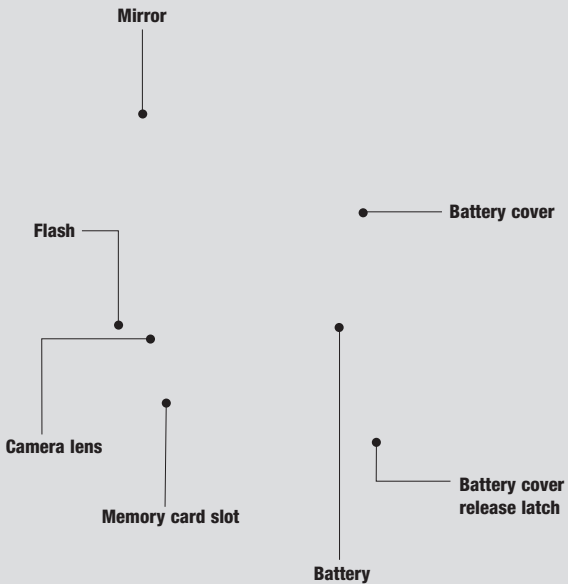 Mirror
Battery cover
Flash
Camera lens
Battery cover
release latch
Memory card slot
Battery